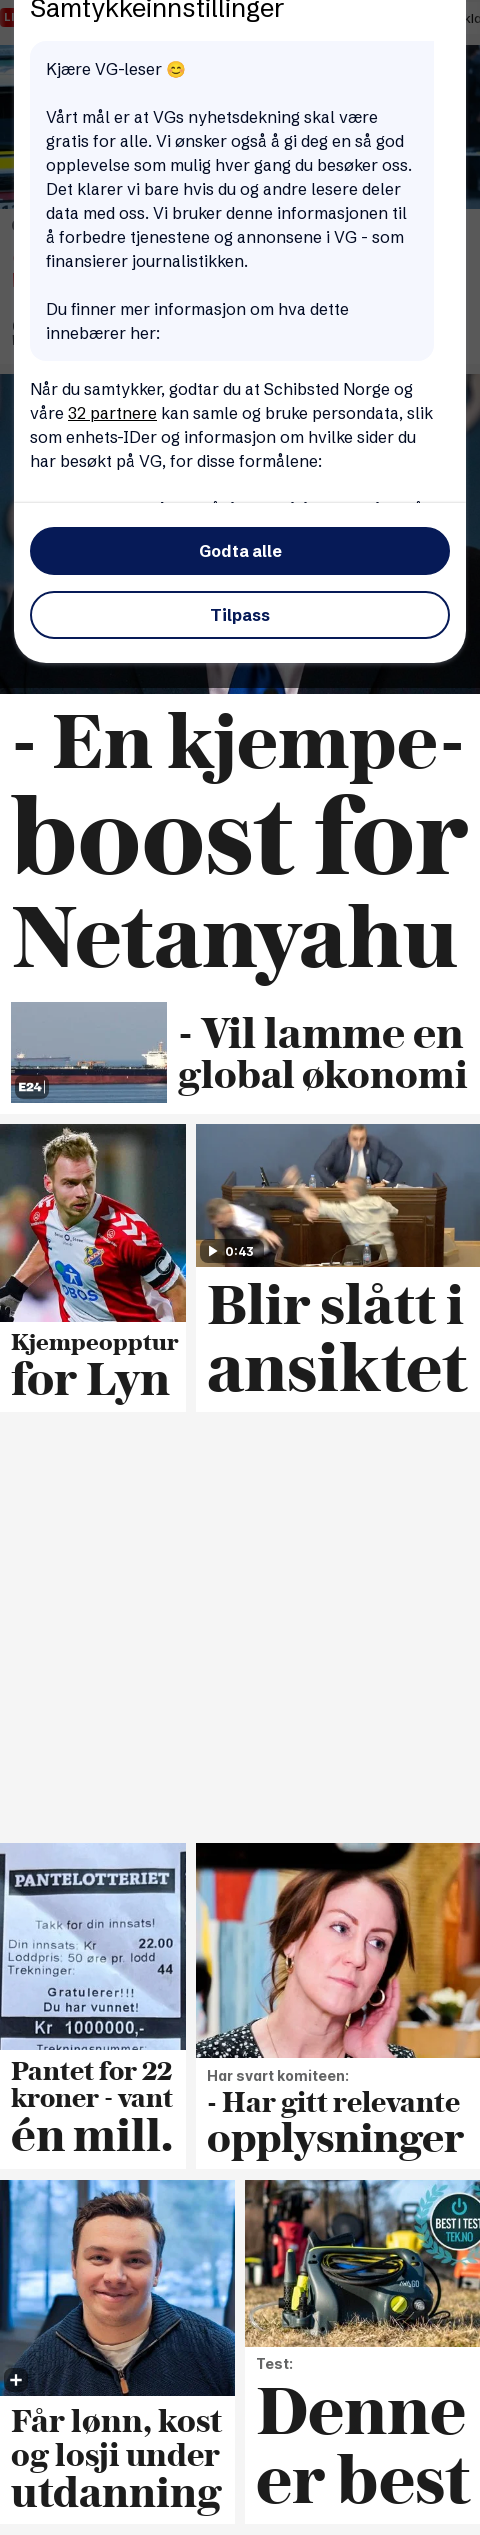 Samtykkeinnstillinger
Kjære VG-leser 😊
Vårt mål er at VGs nyhetsdekning skal være
gratis for alle. Vi ønsker også å gi deg en så god
opplevelse som mulig hver gang du besøker oss.
Det klarer vi bare hvis du og andre lesere deler
data med oss. Vi bruker denne informasjonen til
å forbedre tjenestene og annonsene i VG - som
finansierer journalistikken.
Du finner mer informasjon om hva dette
innebærer her:
Når du samtykker, godtar du at Schibsted Norge og
våre 32 partnere kan samle og bruke persondata, slik
som enhets-IDer og informasjon om hvilke sider du
har besøkt på VG, for disse formålene:
Godta alle
Tilpass
- En kjempe-
boost for
Netanyahu
E24
- Vil lamme en
global økonomi
OBOS
0:43
Kjempeopptur
for Lyn
Blir slått i
ansiktet
PANTELOTTERIET
Takk for din innsats!
Din innsats: Kr 22.00
Loddpris: 50 øre pr. lodd
Trekninger: 44
Gratulerer!!!
Du har vunnet!
Kr 1000000,-
Trekningsnummer:
Pantet for 22
kroner - vant
én mill.
Har svart komiteen:
- Har gitt relevante
opplysninger
BEST I TEST
TEK.NO
Får lønn, kost
og losji under
utdanning
Test:
Denne
er best